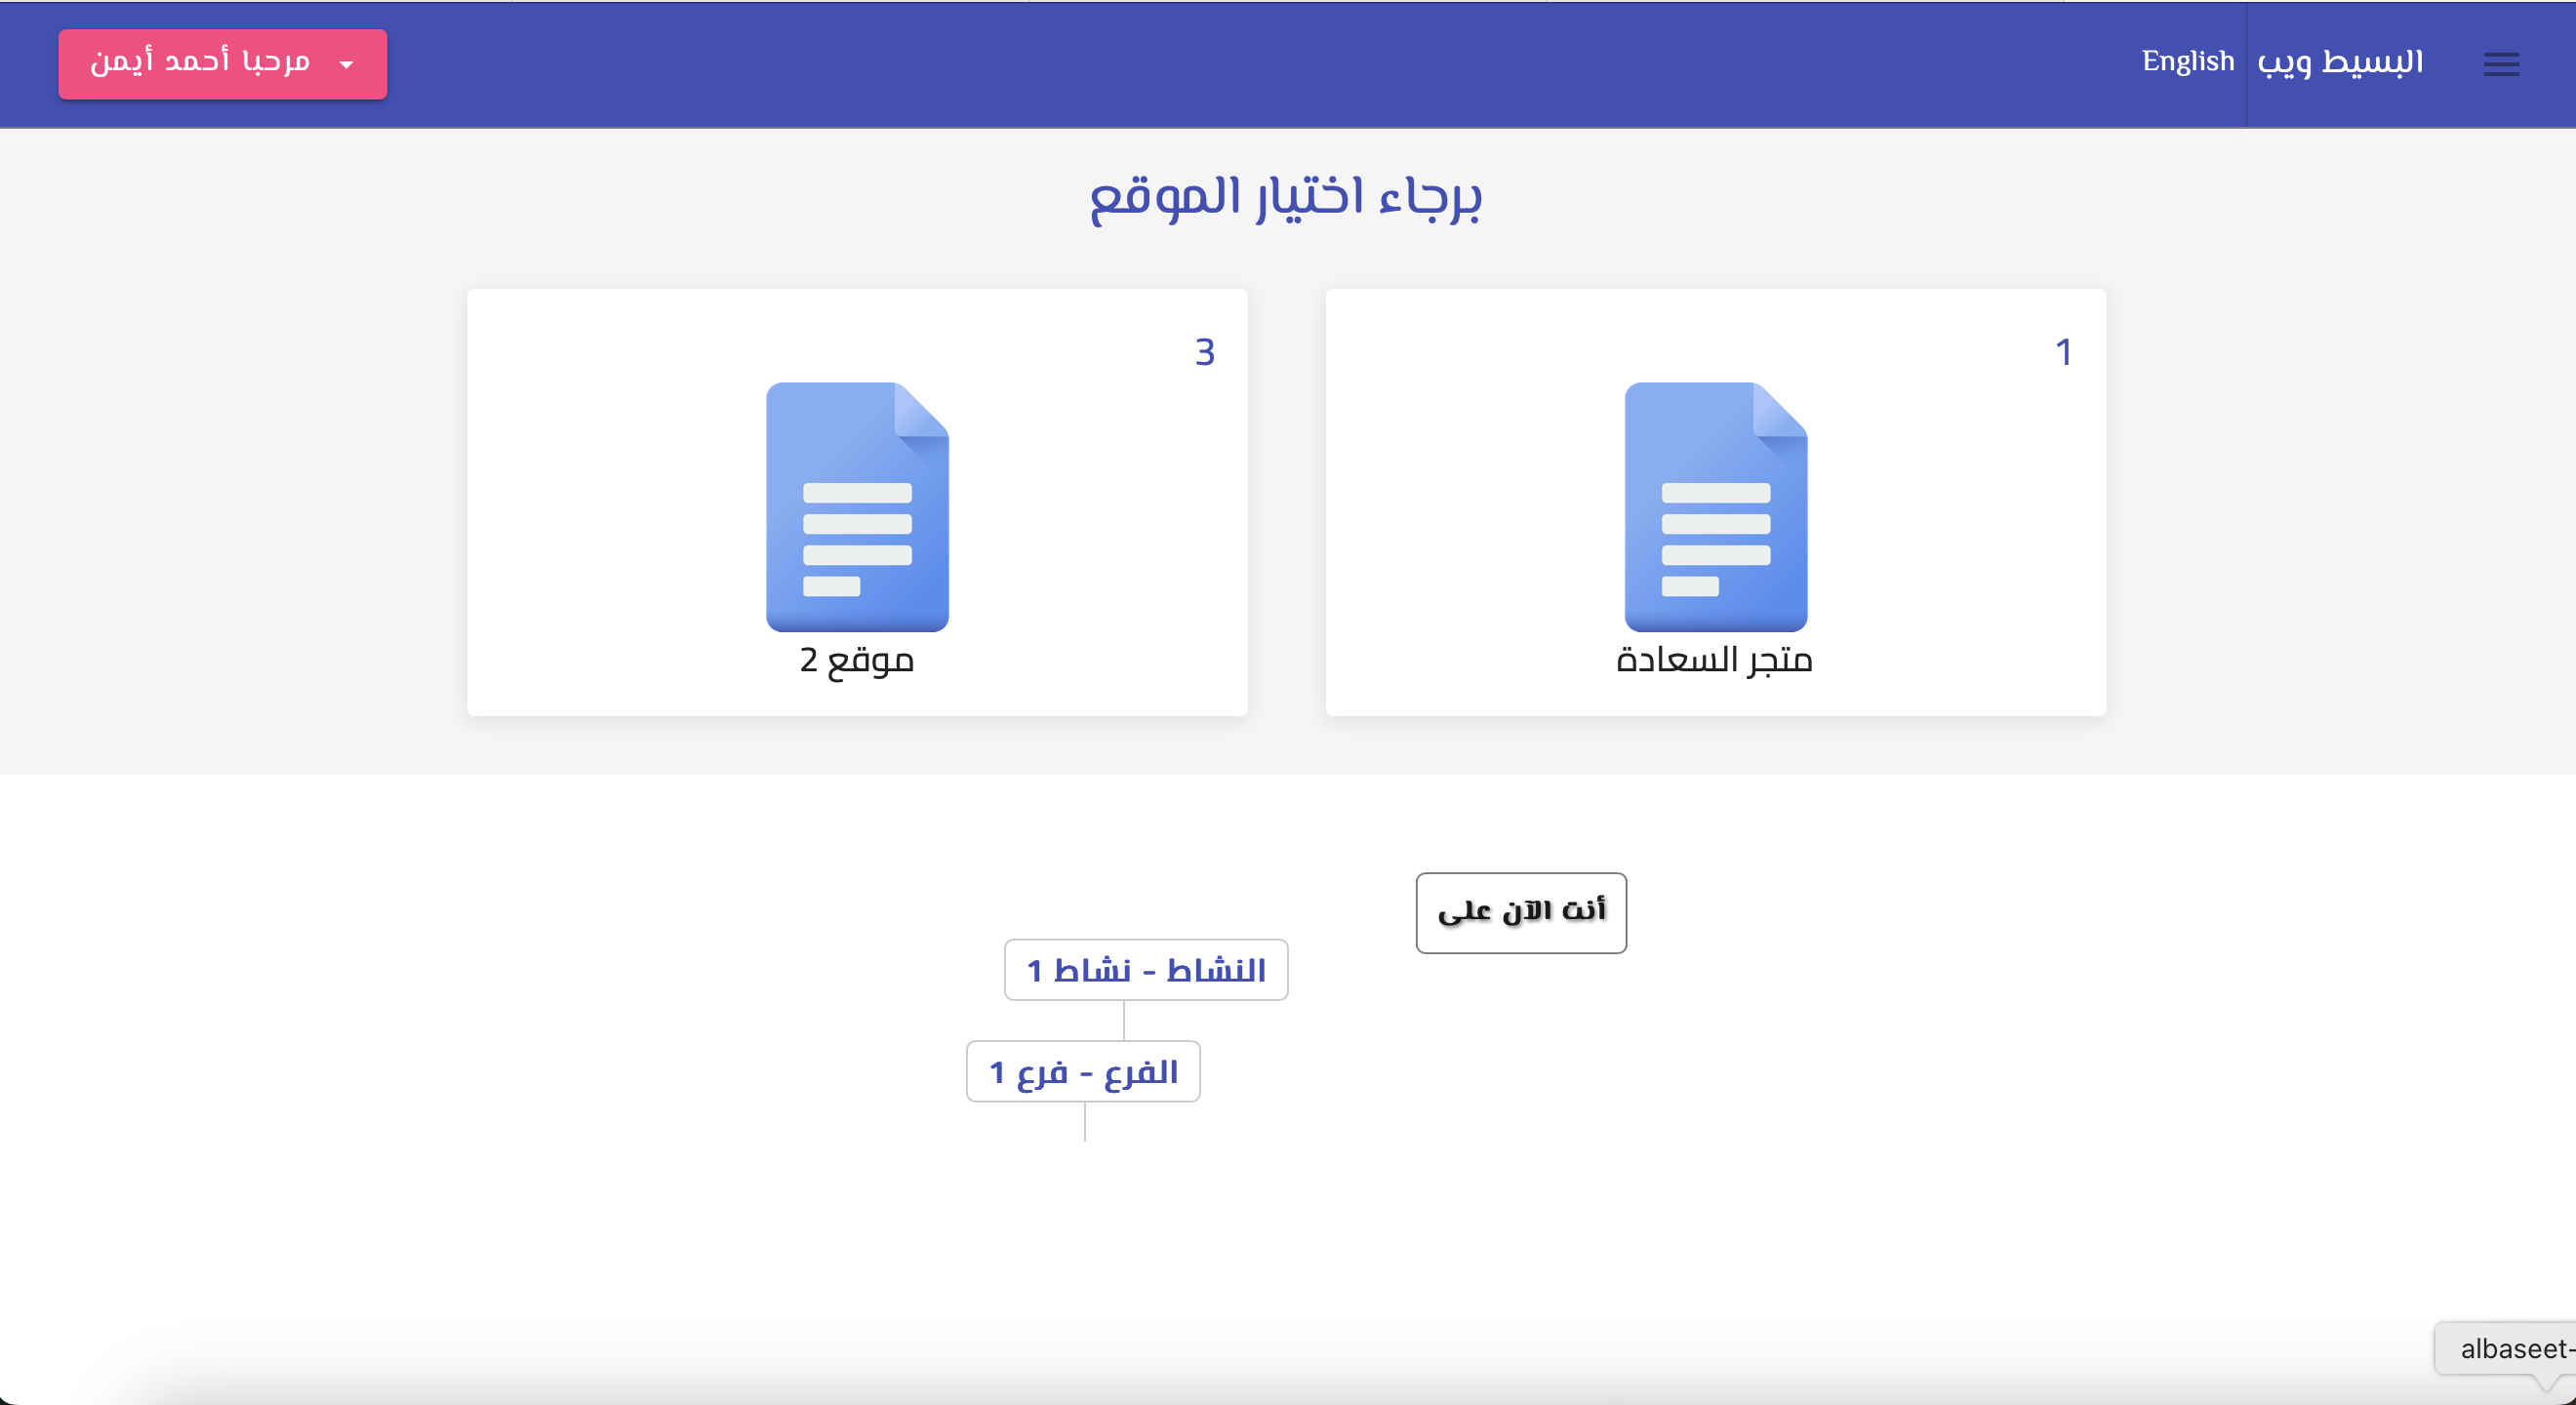 البسيط ويب
English
مرحبا أحمد أيمن
برجاء اختيار الموقع
1
متجر السعادة
3
موقع 2
أنت الآن على
النشاط - نشاط 1
الفرع - فرع 1
albaseet-